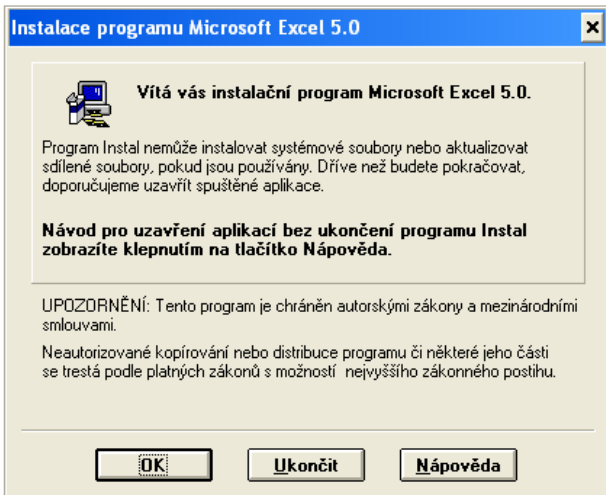 Instalace programu Microsoft Excel 5.0
Vítá vás instalační program Microsoft Excel 5.0.
Program Instal nemůže instalovat systémové soubory nebo aktualizovat
sdílené soubory, pokud jsou používány. Dříve než budete pokračovat,
doporučujeme uzavřít spuštěné aplikace.
Návod pro uzavření aplikací bez ukončení programu Instal
zobrazíte klepnutím na tlačítko Nápověda.
UPOZORNĚNÍ: Tento program je chráněn autorskými zákony a mezinárodními
smlouvami.
Neautorizované kopírování nebo distribuce programu či některé jeho části
se trestá podle platných zákonů s možností nejvyššího zákonného postihu.
OK Ukončit Nápověda